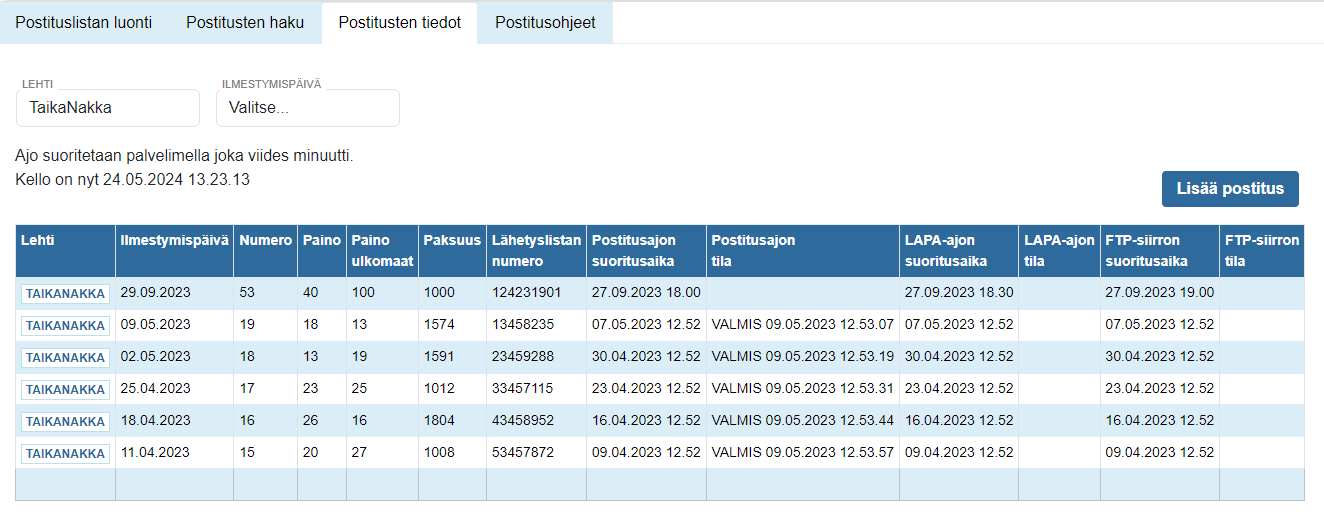 Postituslistan luonti Postitusten haku Postitusten tiedot Postitusohjeet
LEHTI ILMESTYMISPÄIVÄ
TaikaNakka Valitse...
Ajo suoritetaan palvelimella joka viides minuutti.
Kello on nyt 24.05.2024 13.23.13
Lisää postitus
Lehti Ilmestymispäivä Numero Paino Paino ulkomaat Paksuus Lähetyslistan numero Postitusajon suoritusaika Postitusajon tila LAPA-ajon suoritusaika LAPA-ajon tila FTP-siirron suoritusaika FTP-siirron tila
TAIKANAKKA 29.09.2023 53 40 100 1000 124231901 27.09.2023 18.00 27.09.2023 18.30 27.09.2023 19.00
TAIKANAKKA 09.05.2023 19 18 13 1574 13458235 07.05.2023 12.52 VALMIS 09.05.2023 12.53.07 07.05.2023 12.52 07.05.2023 12.52
TAIKANAKKA 02.05.2023 18 13 19 1591 23459288 30.04.2023 12.52 VALMIS 09.05.2023 12.53.19 30.04.2023 12.52 30.04.2023 12.52
TAIKANAKKA 25.04.2023 17 23 25 1012 33457115 23.04.2023 12.52 VALMIS 09.05.2023 12.53.31 23.04.2023 12.52 23.04.2023 12.52
TAIKANAKKA 18.04.2023 16 26 16 1804 43458952 16.04.2023 12.52 VALMIS 09.05.2023 12.53.44 16.04.2023 12.52 16.04.2023 12.52
TAIKANAKKA 11.04.2023 15 20 27 1008 53457872 09.04.2023 12.52 VALMIS 09.05.2023 12.53.57 09.04.2023 12.52 09.04.2023 12.52